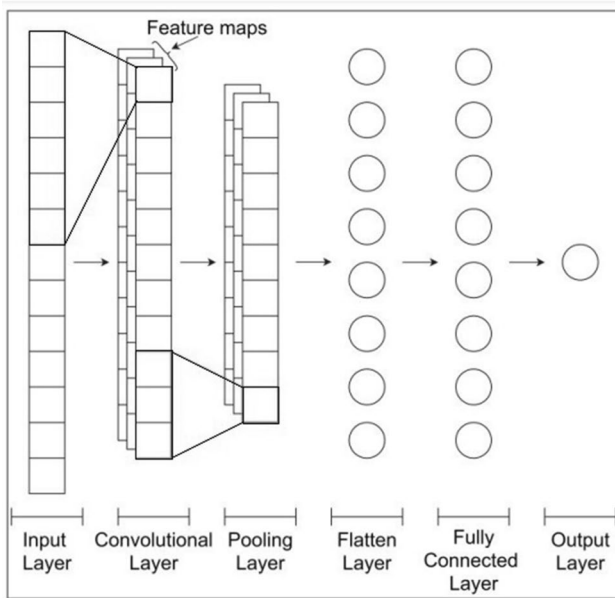 Feature maps
Input
Layer
Convolutional
Layer
Pooling
Layer
Flatten
Layer
Fully
Connected
Layer
Output
Layer